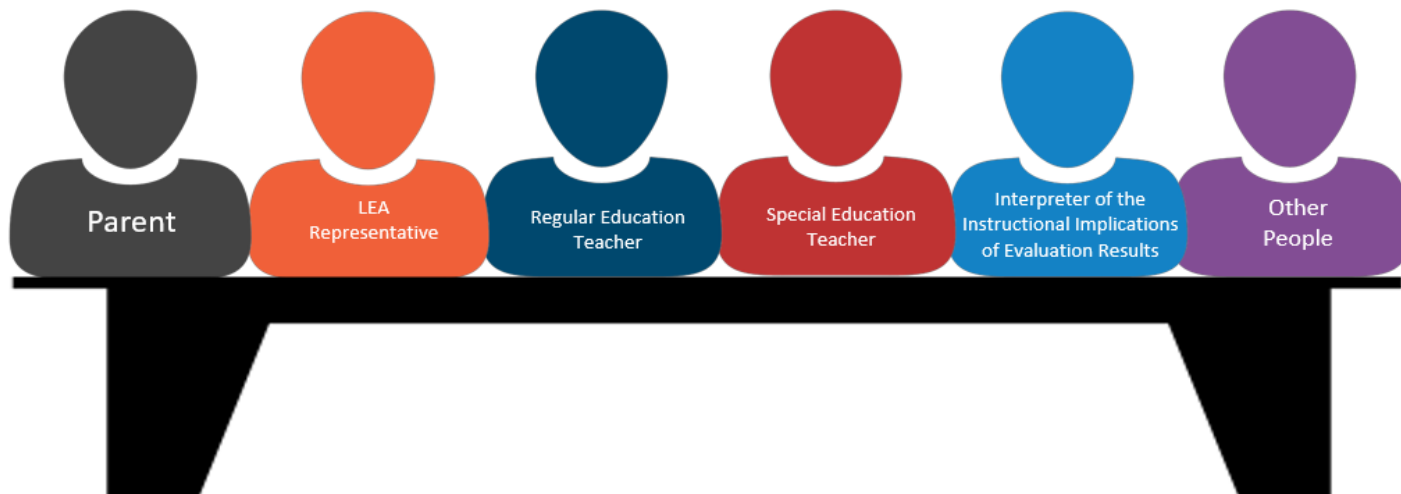 Parent
LEA
Representative
Regular Education
Teacher
Special Education
Teacher
Interpreter of the
Instructional Implications
of Evaluation Results
Other
People